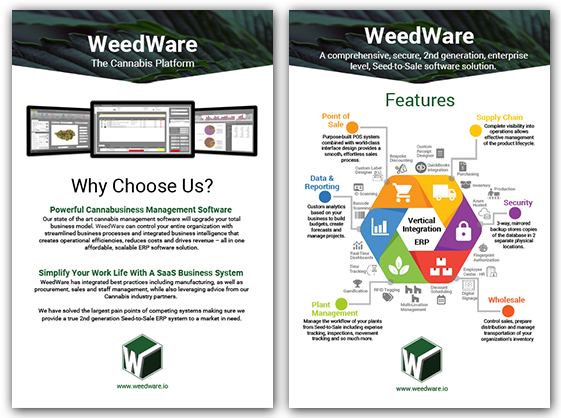 WeedWare
The Cannabis Platform
Why Choose Us?
Powerful Cannabusiness Management Software
Our state of the art cannabis management software will upgrade your total
business model. WeedWare can control your entire organization with
streamlined business processes and integrated business intelligence that
creates operational efficiencies, reduces costs and drives revenue – all in one
affordable, scalable ERP software solution.
Simplify Your Work Life With A SaaS Business System
WeedWare has integrated best practices including manufacturing, as well as
procurement, sales and staff management, while also leveraging advice from our
Cannabis industry partners.
We have solved the largest pain points of competing systems making sure we
provide a true 2nd generation Seed-to-Sale ERP system to a market in need.
www.weedware.io
WeedWare
A comprehensive, secure, 2nd generation, enterprise
level, Seed-to-Sale software solution.
Features
Point of
Sale
Purpose-built POS system
combined with world-class
interface design provides a
smooth, effortless sales
process.
Supply Chain
Complete visibility into
operations allows
effective management
of the product lifecycle.
Custom
Receipt
Designer
Bespoke
Discounting
QuickBooks
Integration
Custom Label
Designer
Purchasing
ID Scanning
Inventory
Production
Barcode
Scanning
Azure
Hosted
Data &
Reporting
Custom analytics
based on your
business to build
budgets, create
forecasts and
manage projects.
Vertical
Integration
ERP
Security
3-way, mirrored
backup stores copies
of the database in 2
separate physical
locations.
Real-Time
Dashboards
Time
Tracking
Gamification
RFID Tagging
Multi-Location
Management
Discount
Scheduling
Digital
Signage
Employee
Center - HR
Fingerprint
Authorization
Plant
Management
Manage the workflow of your plants
from Seed-to-Sale including expense
tracking, inspections, movement
tracking and so much more.
Wholesale
Control sales, prepare
distribution and manage
transportation of your
organization's inventory
www.weedware.io